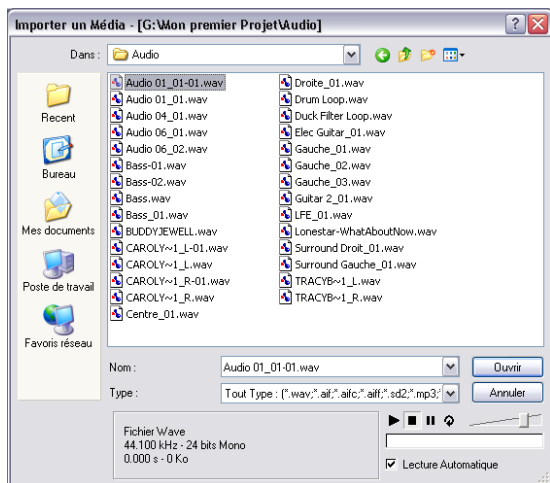 Importer un Média - [G:\Mon premier Projet\Audio]
Dans :
Audio
Recent
Bureau
Mes documents
Poste de travail
Favoris réseau
Audio 01_01-01.wav
Audio 01_01.wav
Audio 04_01.wav
Audio 06_01.wav
Audio 06_02.wav
Bass-01.wav
Bass-02.wav
Bass.wav
Bass_01.wav
BUDDYJEWELL.wav
CAROLY~1_L-01.wav
CAROLY~1_L.wav
CAROLY~1_R-01.wav
CAROLY~1_R.wav
Centre_01.wav
Droite_01.wav
Drum Loop.wav
Duck Filter Loop.wav
Elec Guitar_01.wav
Gauche_01.wav
Gauche_02.wav
Gauche_03.wav
Guitar 2_01.wav
LFE_01.wav
Lonestar-WhatAboutNow.wav
Surround Droit_01.wav
Surround Gauche_01.wav
TRACYB~1_L.wav
TRACYB~1_R.wav
Nom :
Audio 01_01-01.wav
Ouvrir
Type :
Tout Type : (*.wav;*.aif;*.aifc;*.aiff;*.sd2;*.mp3;*
Annuler
Fichier Wave
44.100 kHz - 24 bits Mono
0.000 s - 0 Ko
Lecture Automatique